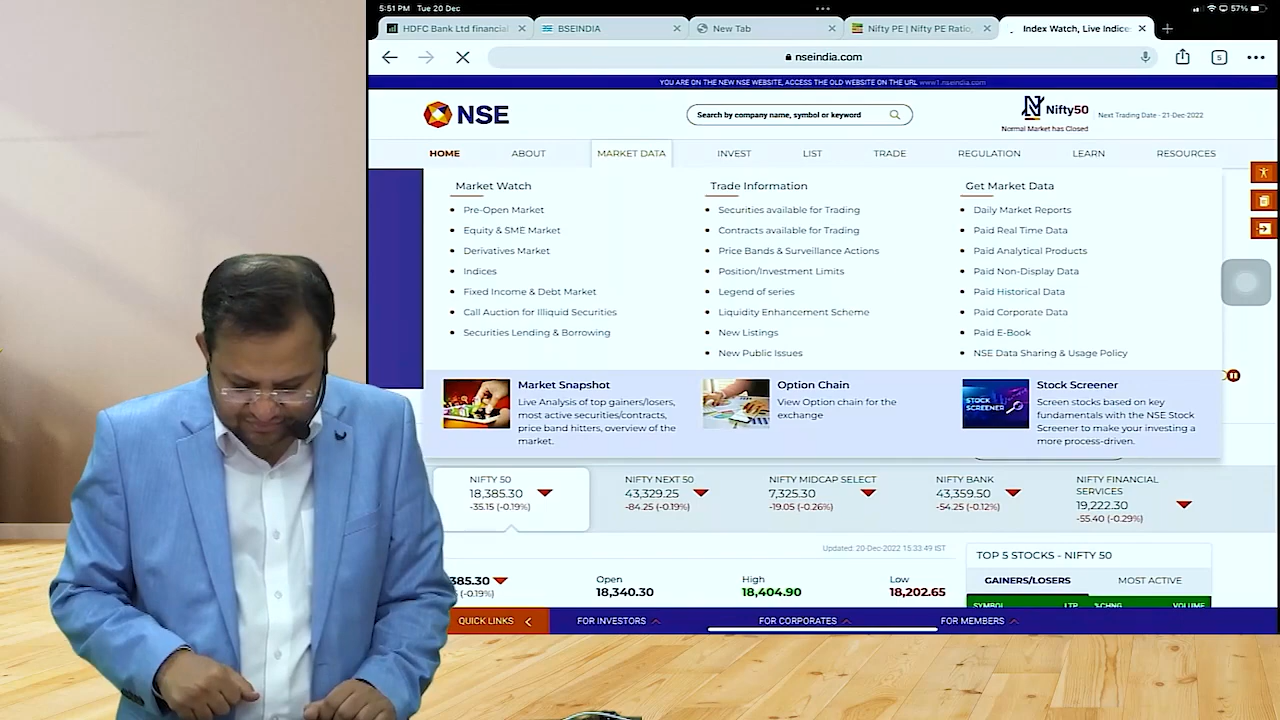 5:51 PM Tue 20 Dec
57%
HDFC Bank Ltd financial
BSEINDIA
New Tab
Nifty PE | Nifty PE Ratio,
Index Watch, Live Indice
nseindia.com
5
YOU ARE ON THE NEW NSE WEBSITE, ACCESS THE OLD WEBSITE ON THE URL www1.nseindia.com
NSE
Search by company name, symbol or keyword
Nifty50
Normal Market has Closed
Next Trading Date - 21-Dec-2022
HOME ABOUT MARKET DATA INVEST LIST TRADE REGULATION LEARN RESOURCES
Market Watch
Pre-Open Market
Equity & SME Market
Derivatives Market
Indices
Fixed Income & Debt Market
Call Auction for Illiquid Securities
Securities Lending & Borrowing
Trade Information
Securities available for Trading
Contracts available for Trading
Price Bands & Surveillance Actions
Position/Investment Limits
Legend of series
Liquidity Enhancement Scheme
New Listings
New Public Issues
Get Market Data
Daily Market Reports
Paid Real Time Data
Paid Analytical Products
Paid Non-Display Data
Paid Historical Data
Paid Corporate Data
Paid E-Book
NSE Data Sharing & Usage Policy
Market Snapshot
Live Analysis of top gainers/losers,
most active securities/contracts,
price band hitters, overview of the
market.
Option Chain
View Option chain for the
exchange
STOCK
SCREENER
Stock Screener
Screen stocks based on key
fundamentals with the NSE Stock
Screener to make your investing a
more process-driven.
NIFTY 50
18,385.30
-35.15 (-0.19%)
NIFTY NEXT 50
43,329.25
-84.25 (-0.19%)
NIFTY MIDCAP SELECT
7,325.30
-19.05 (-0.26%)
NIFTY BANK
43,359.50
-54.25 (-0.12%)
NIFTY FINANCIAL
SERVICES
19,222.30
-55.40 (-0.29%)
Updated: 20-Dec-2022 15:33:49 IST
385.30
(-0.19%)
Open
18,340.30
High
18,404.90
Low
18,202.65
TOP 5 STOCKS - NIFTY 50
GAINERS/LOSERS MOST ACTIVE
SYMBOL LTP %CHNG VOLUME
QUICK LINKS FOR INVESTORS FOR CORPORATES FOR MEMBERS